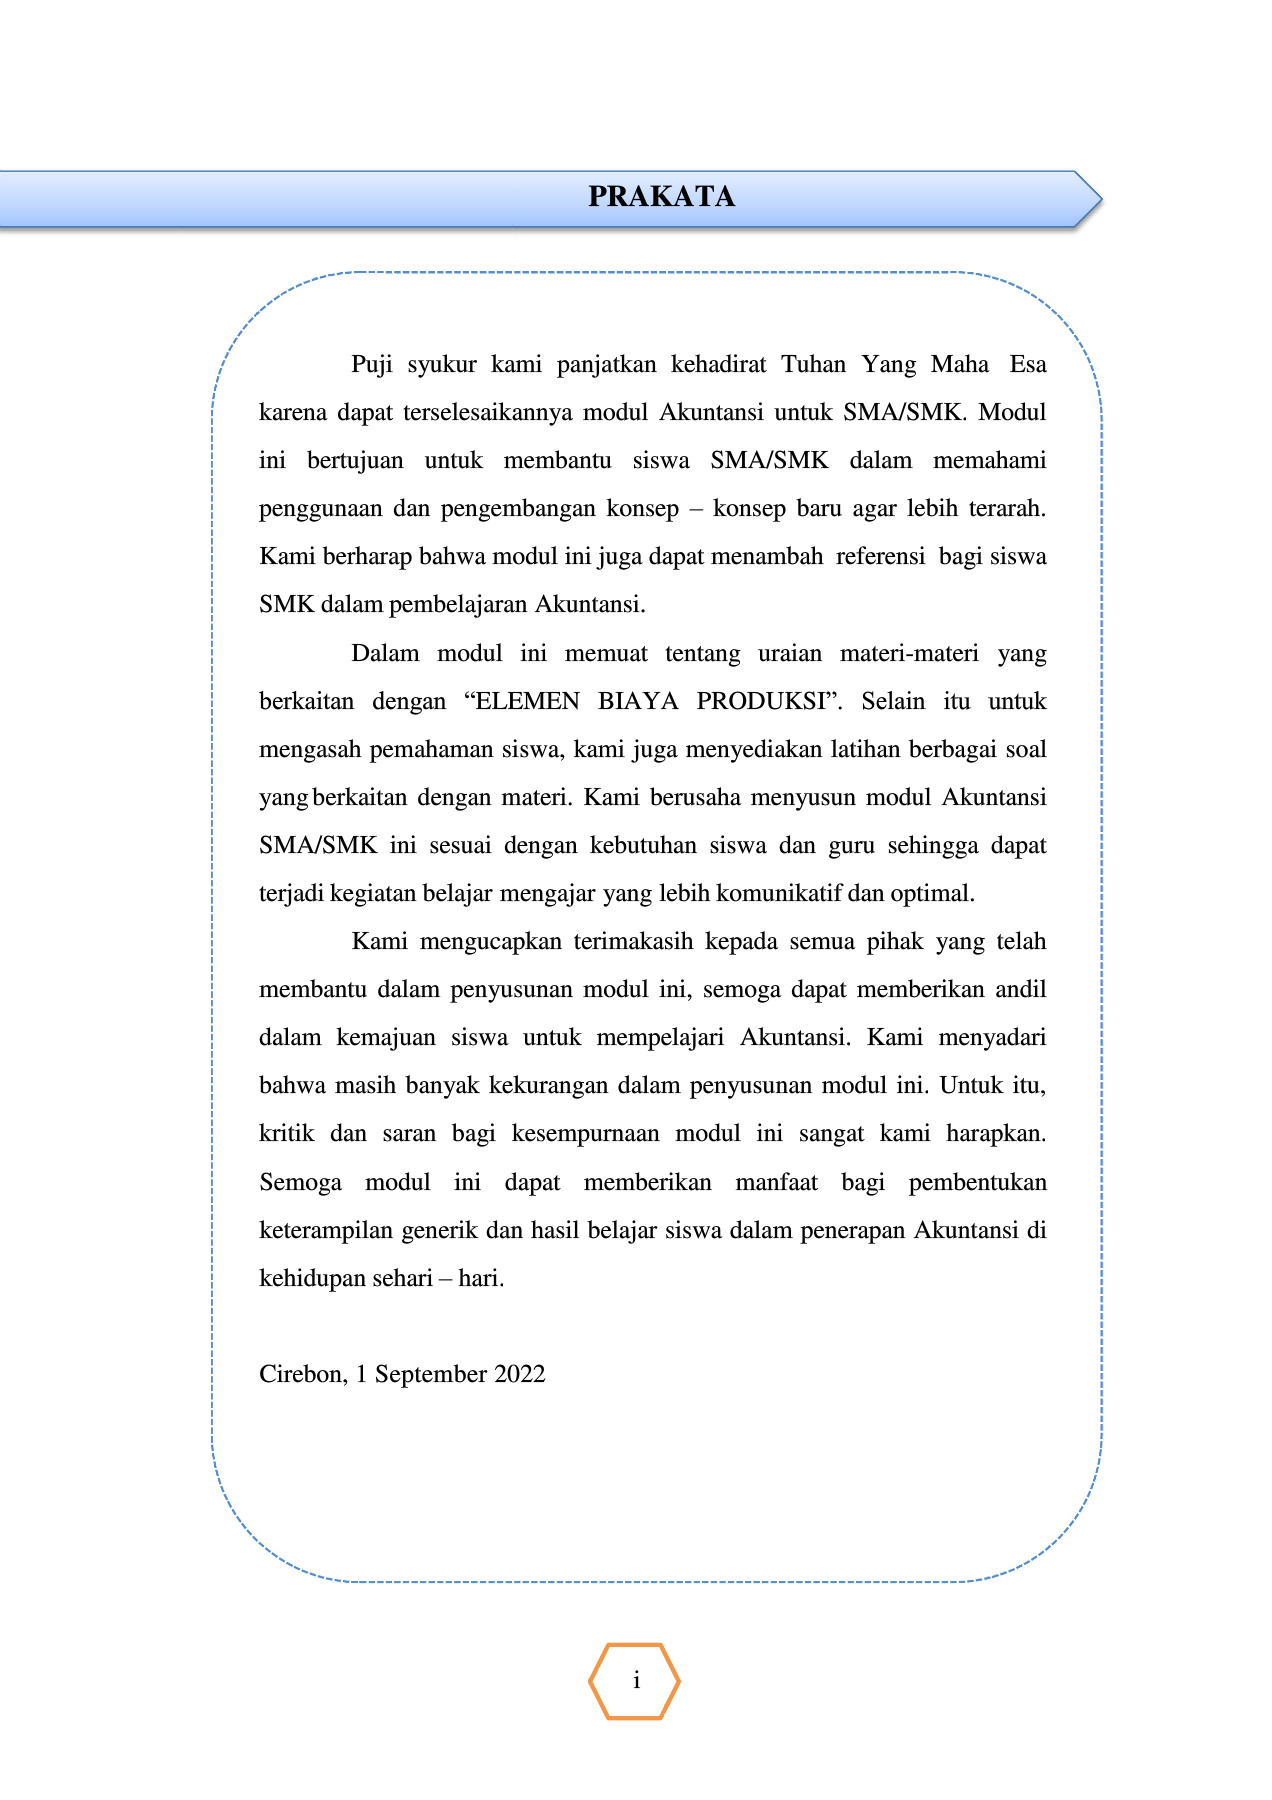 PRAKATA
Puji syukur kami panjatkan kehadirat Tuhan Yang Maha Esa
karena dapat terselesaikannya modul Akuntansi untuk SMA/SMK. Modul
ini bertujuan untuk membantu siswa SMA/SMK dalam memahami
penggunaan dan pengembangan konsep – konsep baru agar lebih terarah.
Kami berharap bahwa modul ini juga dapat menambah referensi bagi siswa
SMK dalam pembelajaran Akuntansi.
Dalam modul ini memuat tentang uraian materi-materi yang
berkaitan dengan “ELEMEN BIAYA PRODUKSI”. Selain itu untuk
mengasah pemahaman siswa, kami juga menyediakan latihan berbagai soal
yang berkaitan dengan materi. Kami berusaha menyusun modul Akuntansi
SMA/SMK ini sesuai dengan kebutuhan siswa dan guru sehingga dapat
terjadi kegiatan belajar mengajar yang lebih komunikatif dan optimal.
Kami mengucapkan terimakasih kepada semua pihak yang telah
membantu dalam penyusunan modul ini, semoga dapat memberikan andil
dalam kemajuan siswa untuk mempelajari Akuntansi. Kami menyadari
bahwa masih banyak kekurangan dalam penyusunan modul ini. Untuk itu,
kritik dan saran bagi kesempurnaan modul ini sangat kami harapkan.
Semoga modul ini dapat memberikan manfaat bagi pembentukan
keterampilan generik dan hasil belajar siswa dalam penerapan Akuntansi di
kehidupan sehari – hari.
Cirebon, 1 September 2022
i